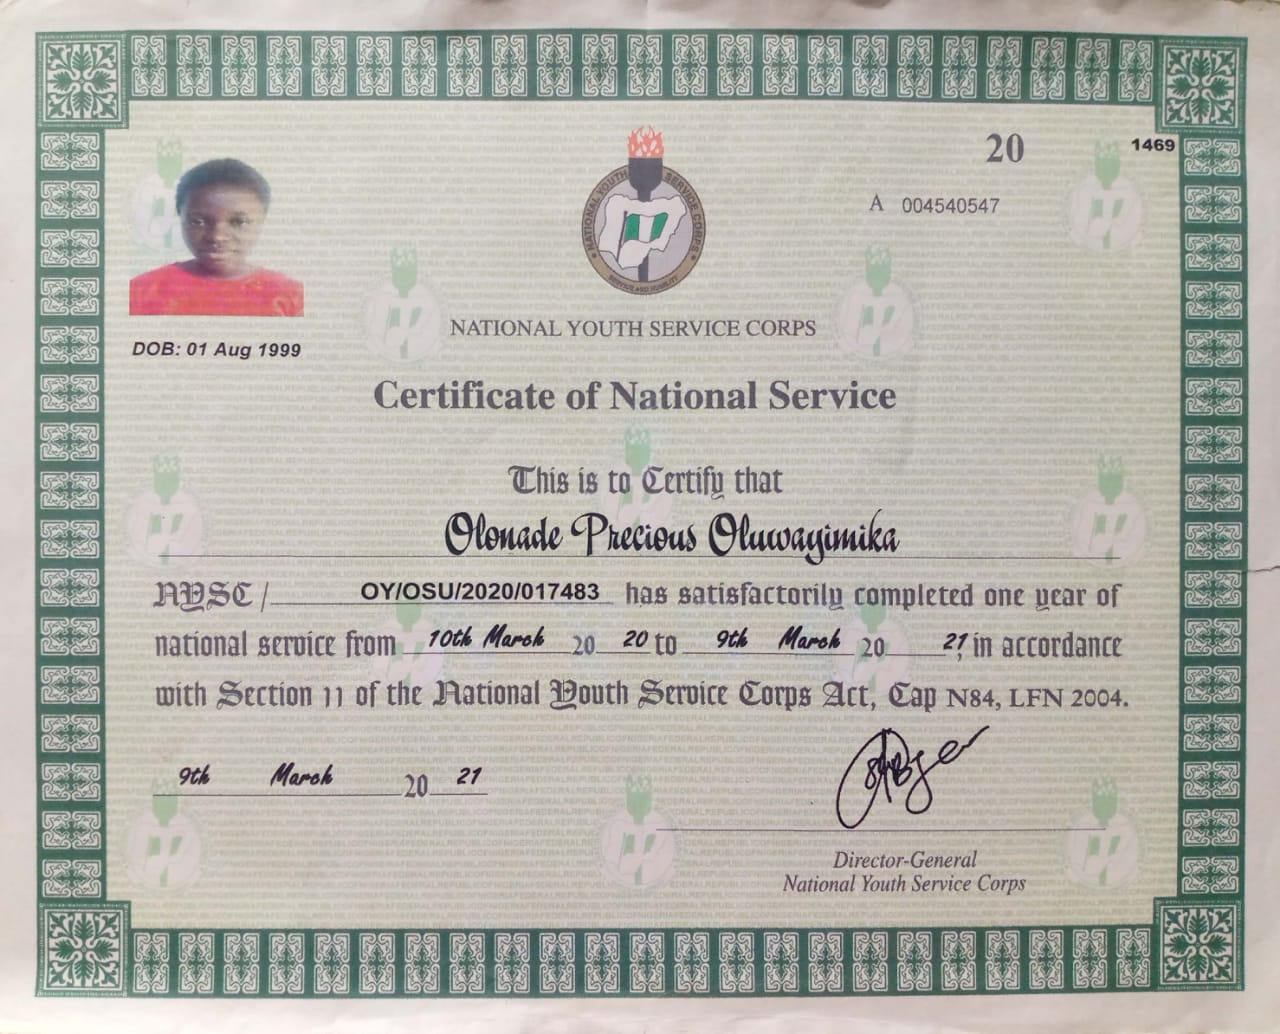 20
1469
A 004540547
NATIONAL YOUTH SERVICE CORPS
SERVICE AND HUMILITY
DOB: 01 Aug 1999
NATIONAL YOUTH SERVICE CORPS
Certificate of National Service
This is to Certify that
Olonade Precious Oluwayimika
NYSC / OY/OSU/2020/017483 has satisfactorily completed one year of
national service from 10th March 20 20 to 9th March 20 21, in accordance
with Section 11 of the National Youth Service Corps Act, Cap N84, LFN 2004.
9th March 20 21
Director-General
National Youth Service Corps